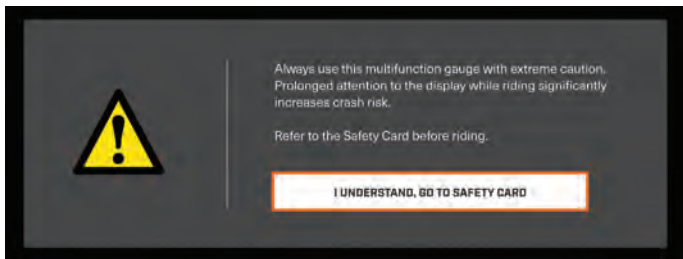 Always use this multifunction gauge with extreme caution.
Prolonged attention to the display while riding significantly
increases crash risk.
Refer to the Safety Card before riding.
I UNDERSTAND, GO TO SAFETY CARD